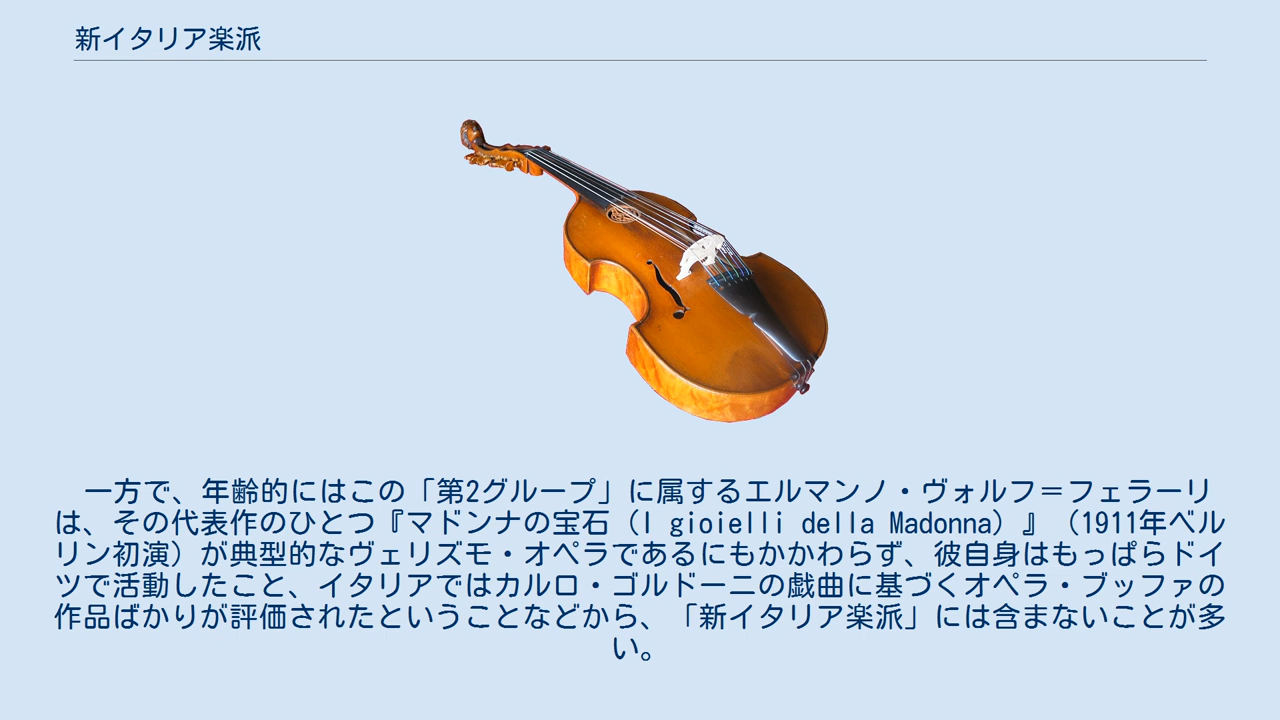 新イタリア楽派
一方で、年齢的にはこの「第2グループ」に属するエルマンノ・ヴォルフ＝フェラーリ
は、その代表作のひとつ『マドンナの宝石（I gioielli della Madonna）』（1911年ベル
リン初演）が典型的なヴェリズモ・オペラであるにもかかわらず、彼自身はもっぱらドイ
ツで活動したこと、イタリアではカルロ・ゴルドーニの戯曲に基づくオペラ・ブッファの
作品ばかりが評価されたということなどから、「新イタリア楽派」には含まないことが多
い。